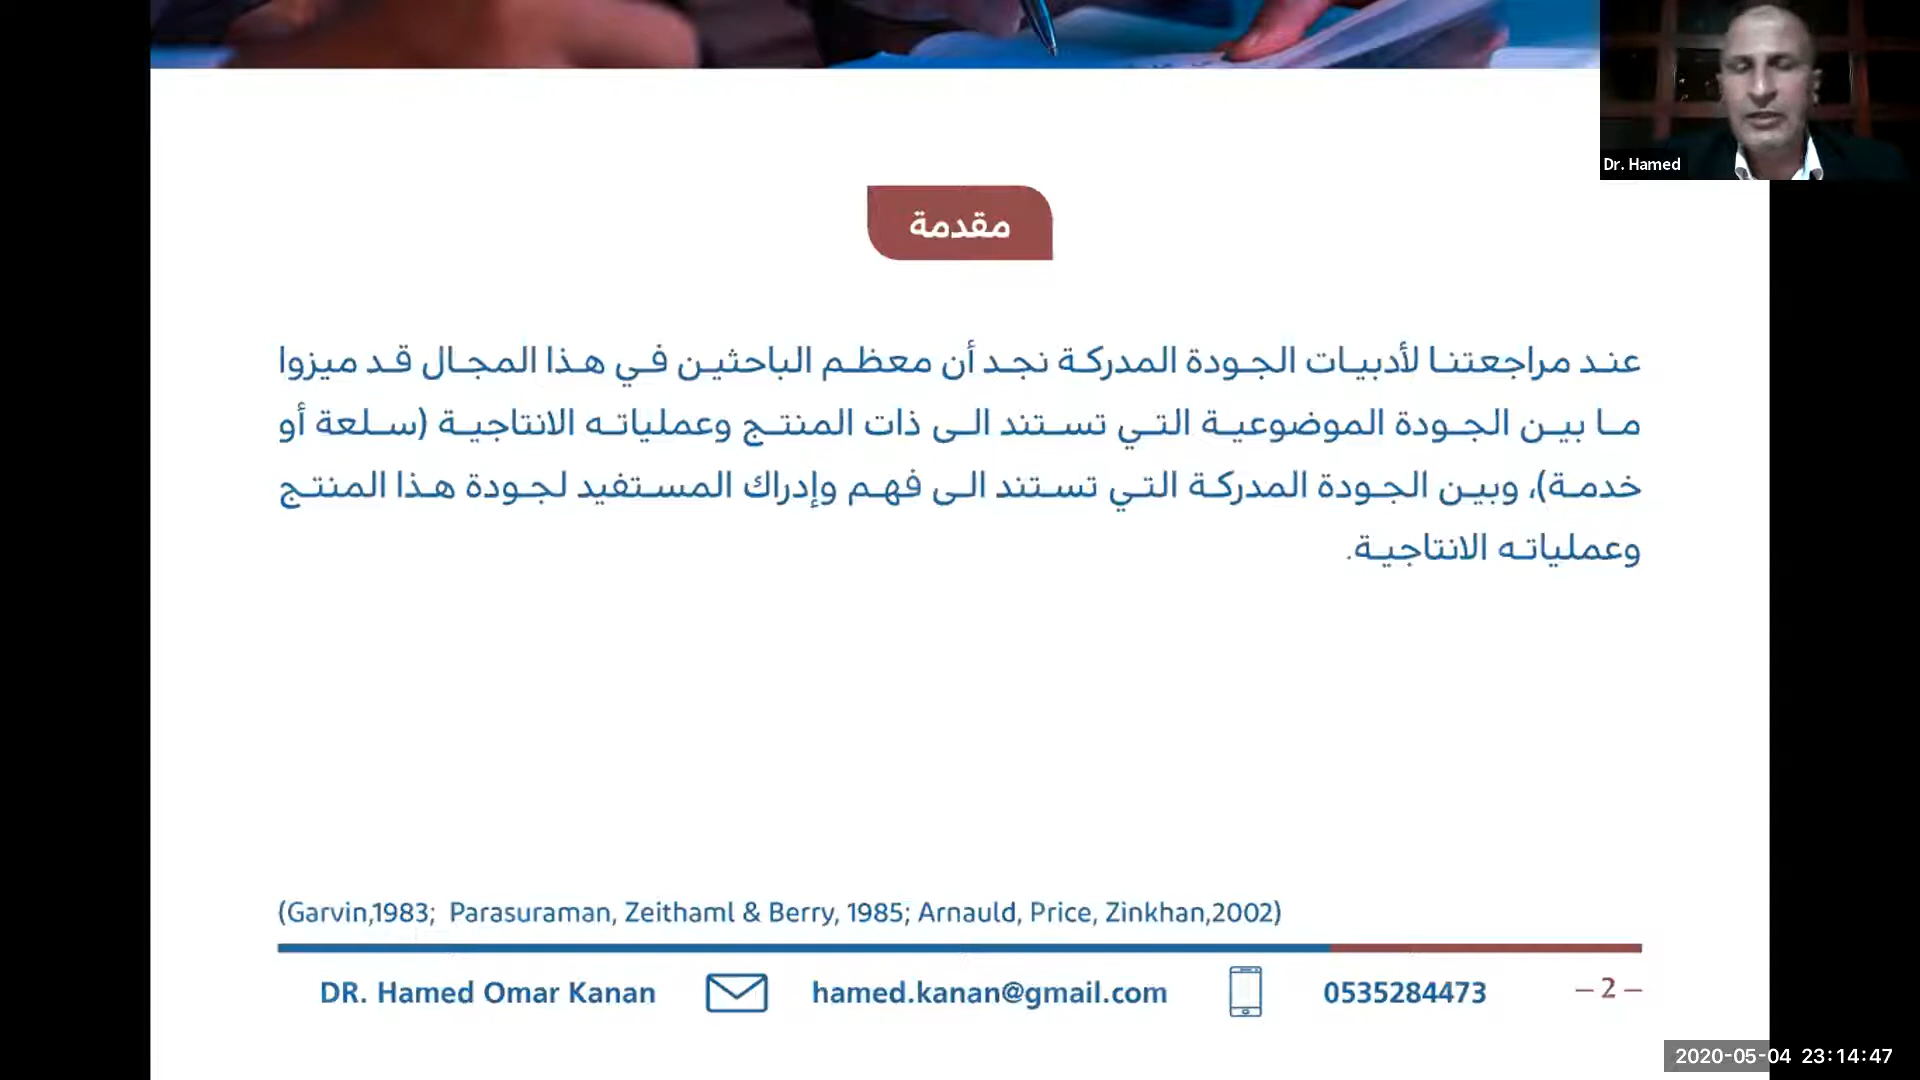 Dr. Hamed
مقدمة
عند مراجعتنا لأدبيات الجودة المدركة نجد أن معظم الباحثين في هذا المجال قد ميزوا
ما بين الجودة الموضوعية التي تستند الى ذات المنتج وعملياته الانتاجية (سلعة أو
خدمة)، وبين الجودة المدركة التي تستند الى فهم وإدراك المستفيد لجودة هذا المنتج
وعملياته الانتاجية.
(Garvin,1983; Parasuraman, Zeithaml & Berry, 1985; Arnauld, Price, Zinkhan,2002)
DR. Hamed Omar Kanan hamed.kanan@gmail.com 0535284473 – 2 –
2020-05-04 23:14:47